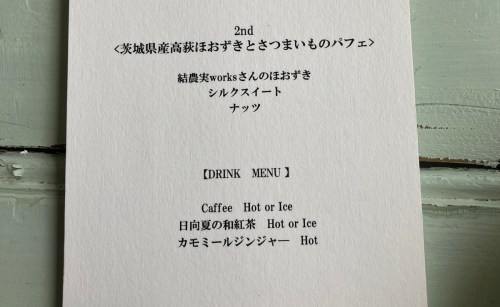 2nd
<茨城県産高荻ほおずきとさつまいものパフェ>
結農実worksさんのほおずき
シルクスイート
ナッツ
【DRINK MENU】
Caffee Hot or Ice
日向夏の和紅茶 Hot or Ice
カモミールジンジャ― Hot